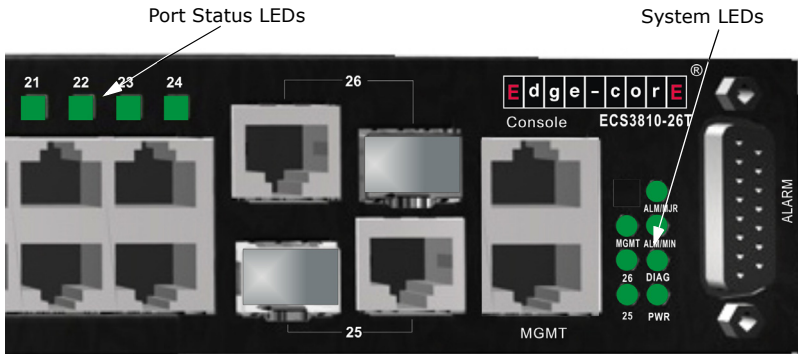 Port Status LEDs
System LEDs
21 22 23 24
26
Edge-corE®
Console ECS3810-26T
ALM/MJR
MGMT ALM/MIN
26 DIAG
25 PWR
ALARM
25
MGMT